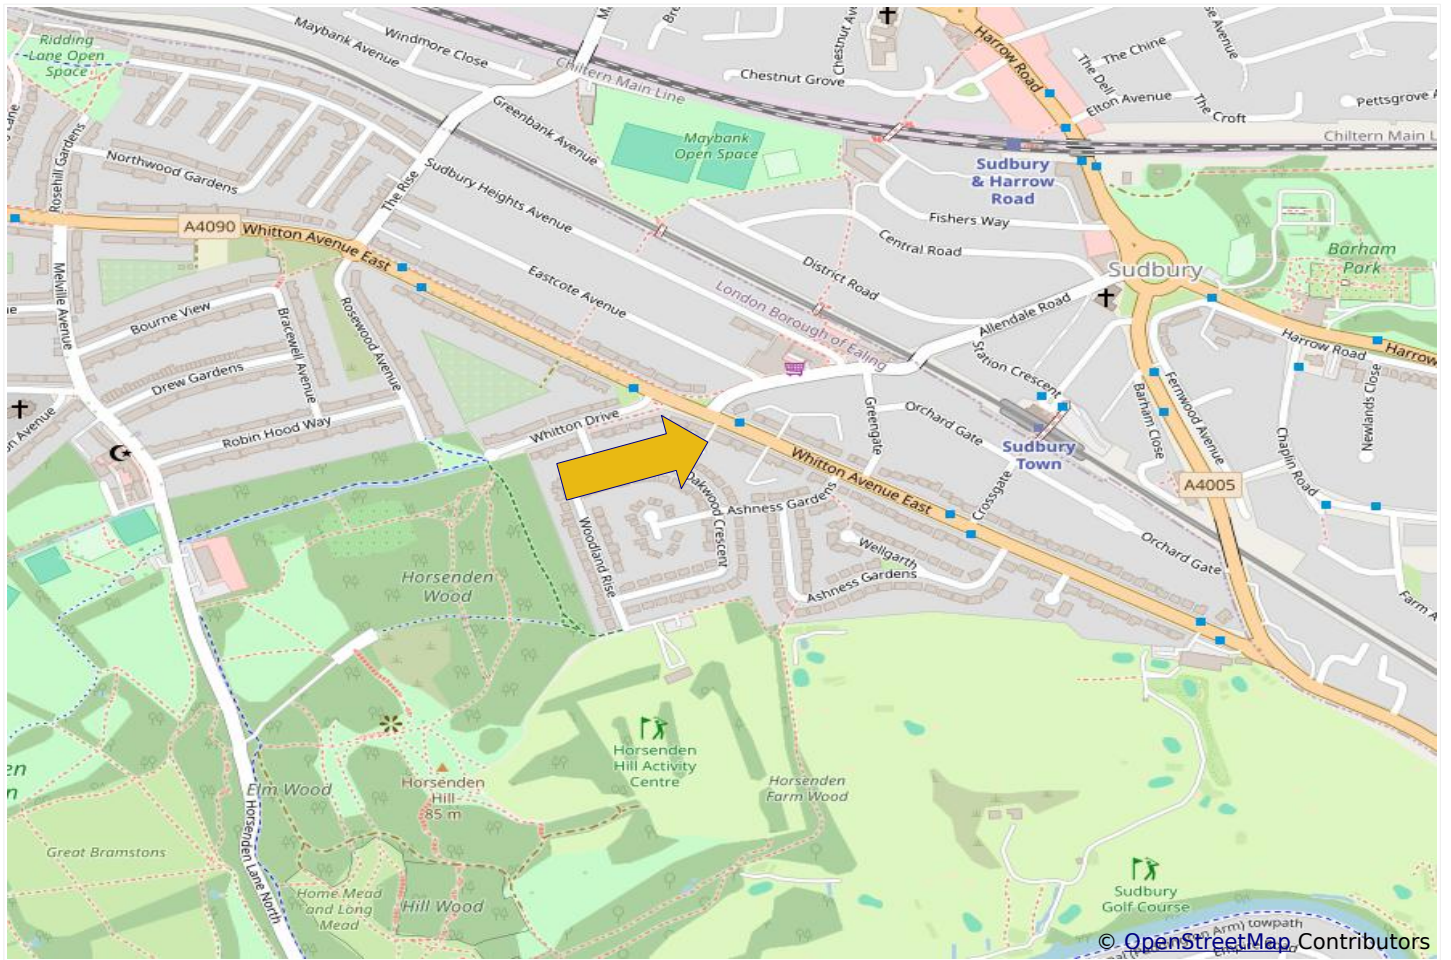 Ridding
Lane Open
Space
Maybank Avenue
Windmore Close
Chiltern Main Line
Chestnut Grove
Harrow Road
The Chine
The Dell
Elton Avenue
The Croft
Pettsgrove
Chiltern Main
Greenbank Avenue
Maybank
Open Space
Northwood Gardens
Rosehill Gardens
The Rise
Sudbury Heights Avenue
Sudbury
& Harrow
Road
Fishers Way
Central Road
District Road
A4090
Whitton Avenue East
Eastcote Avenue
London Borough of Ealing
Sudbury
Barham
Park
Allendale Road
Harrow Road
Harrow
Melville Avenue
Bourne View
Bracewell Avenue
Rosewood Avenue
Drew Gardens
Robin Hood Way
Whitton Drive
Station Crescent
Greengate
Orchard Gate
Sudbury
Town
Barham Close
Fernwood Avenue
Newlands Close
Chaplin Road
A4005
Whitton Avenue East
Crossgate
Oakwood Crescent
Ashness Gardens
Woodland Rise
Wellgarth
Ashness Gardens
Orchard Gate
Horsenden
Wood
Horsenden
Hill
85 m
Elm Wood
Horsenden
Hill Activity
Centre
Horsenden
Farm Wood
Great Bramstons
Horsenden Lane North
Home Mead
and Long
Mead
Hill Wood
Sudbury
Golf Course
© OpenStreetMap Contributors